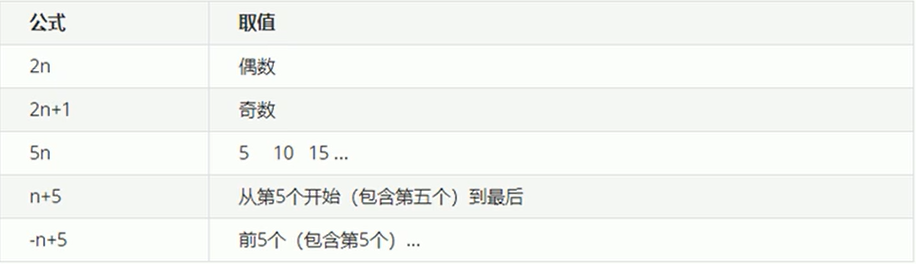 公式 取值
2n 偶数
2n+1 奇数
5n 5 10 15 ...
n+5 从第5个开始（包含第五个）到最后
-n+5 前5个（包含第5个）...